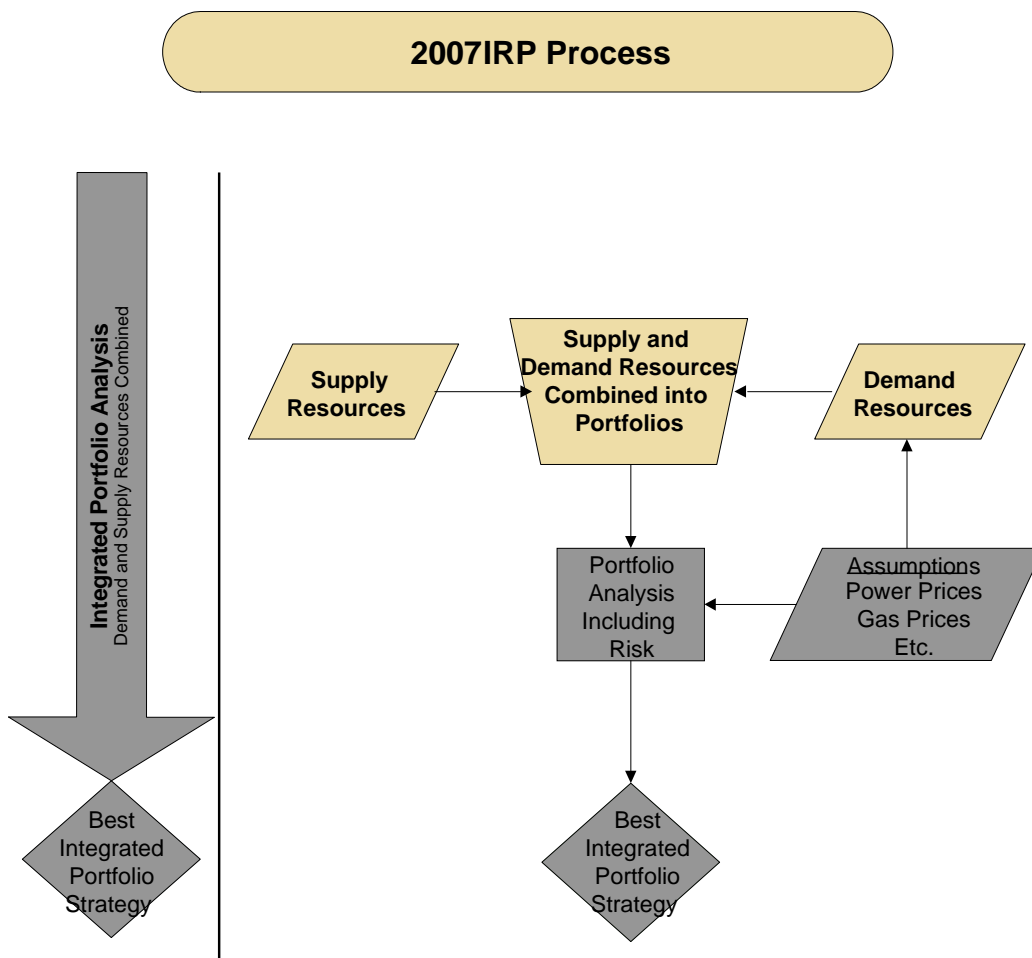 2007IRP Process
Integrated Portfolio Analysis
Demand and Supply Resources Combined
Best
Integrated
Portfolio
Strategy
Supply
Resources
Supply and
Demand Resources
Combined into
Portfolios
Demand
Resources
Portfolio
Analysis
Including
Risk
Assumptions
Power Prices
Gas Prices
Etc.
Best
Integrated
Portfolio
Strategy